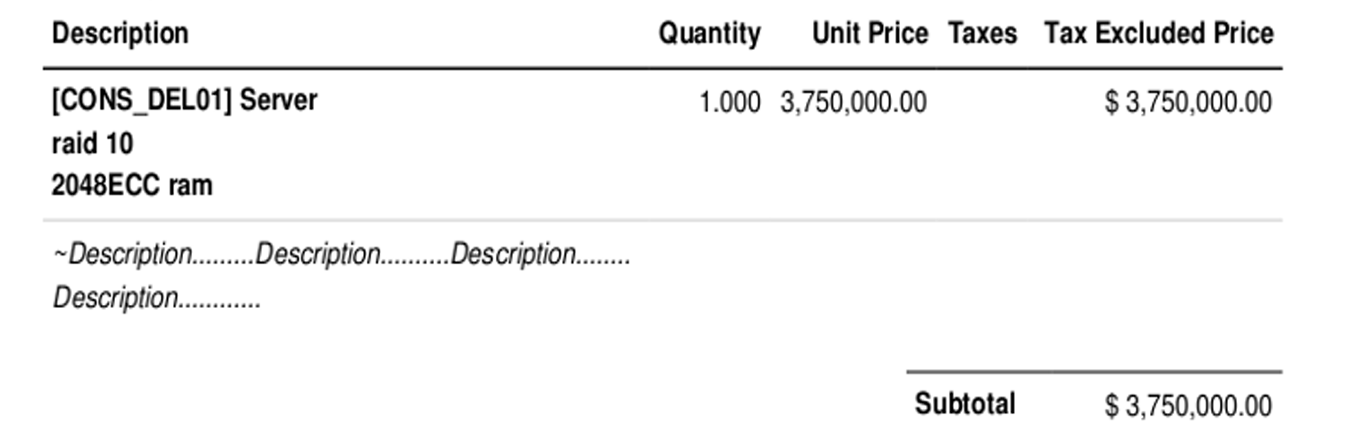 Description Quantity Unit Price Taxes Tax Excluded Price
[CONS_DEL01] Server 1.000 3,750,000.00 $ 3,750,000.00
raid 10
2048ECC ram
~Description.........Description..........Description........
Description............
Subtotal $ 3,750,000.00